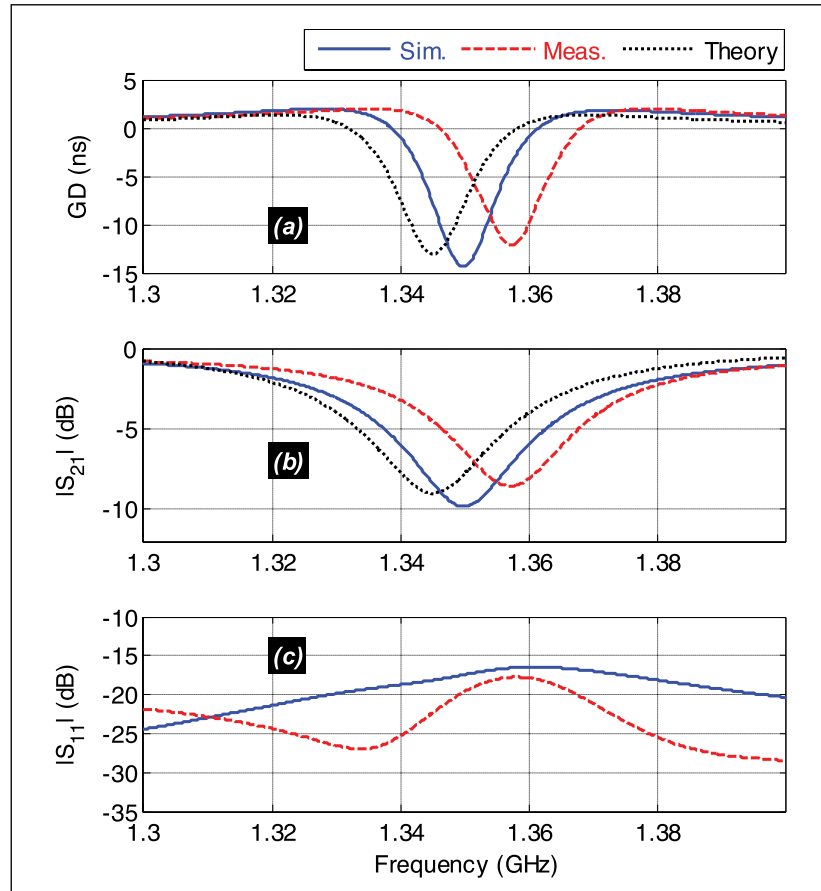 Sim. Meas. Theory
5
0
-5
-10
-15
GD (ns)
(a)
1.3 1.32 1.34 1.36 1.38
0
-5
-10
|S21| (dB)
(b)
1.3 1.32 1.34 1.36 1.38
-10
-15
-20
-25
-30
-35
|S11| (dB)
(c)
1.3 1.32 1.34 1.36 1.38
Frequency (GHz)